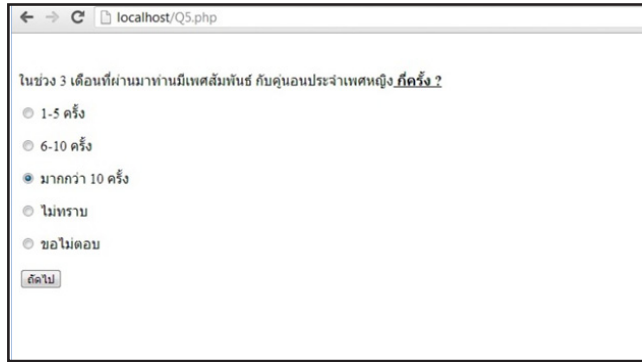 localhost/Q5.php
ในช่วง 3 เดือนที่ผ่านมาท่านมีเพศสัมพันธ์ กับคู่นอนประจำเพศหญิง กี่ครั้ง ?
1-5 ครั้ง
6-10 ครั้ง
มากกว่า 10 ครั้ง
ไม่ทราบ
ขอไม่ตอบ
ถัดไป